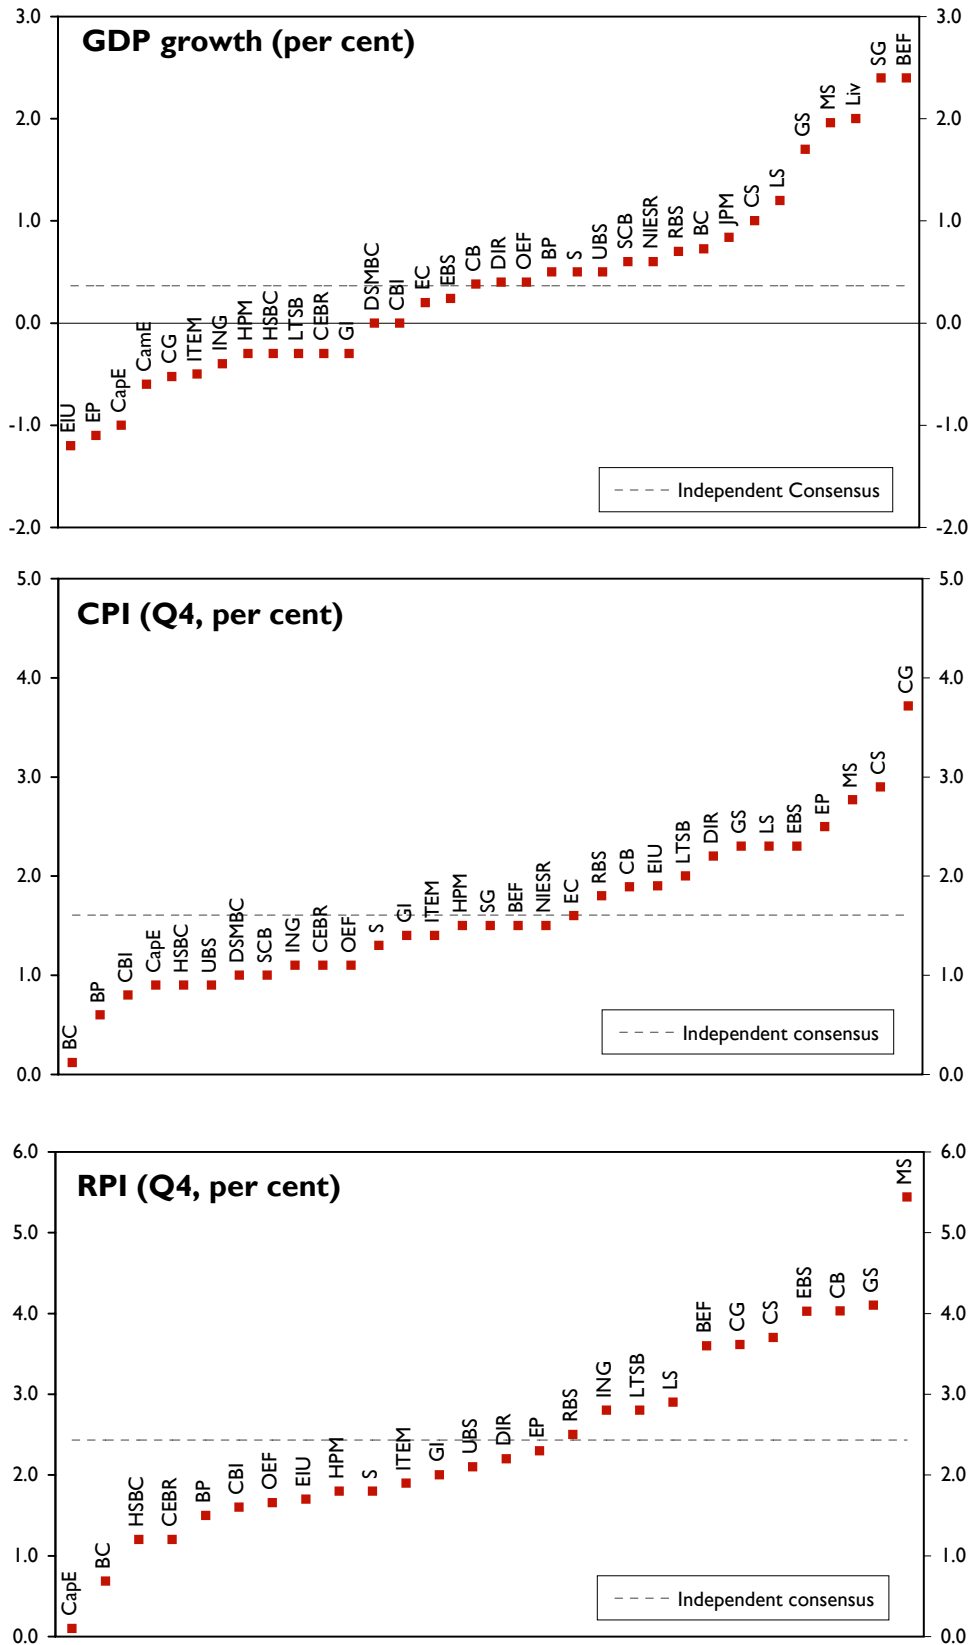 GDP growth (per cent)
3.0
2.0
1.0
0.0
-1.0
-2.0
3.0
2.0
1.0
0.0
-1.0
-2.0
EIU
EP
CapE
CamE
CG
ITEM
ING
HPM
HSBC
LTSB
CEBR
GI
DSMBC
CBI
EC
EBS
CB
DIR
OEF
BP
S
UBS
SCB
NIESR
RBS
BC
JPM
CS
LS
GS
MS
Liv
SG
BEF
Independent Consensus
CPI (Q4, per cent)
5.0
4.0
3.0
2.0
1.0
0.0
5.0
4.0
3.0
2.0
1.0
0.0
BC
BP
CBI
CapE
HSBC
UBS
DSMBC
SCB
ING
CEBR
OEF
S
GI
ITEM
HPM
SG
BEF
NIESR
EC
RBS
CB
EIU
LTSB
DIR
GS
LS
EBS
EP
MS
CS
CG
Independent consensus
RPI (Q4, per cent)
6.0
5.0
4.0
3.0
2.0
1.0
0.0
6.0
5.0
4.0
3.0
2.0
1.0
0.0
CapE
BC
HSBC
CEBR
BP
CBI
OEF
EIU
HPM
S
ITEM
GI
UBS
DIR
EP
RBS
ING
LTSB
LS
BEF
CG
CS
EBS
CB
GS
MS
Independent consensus